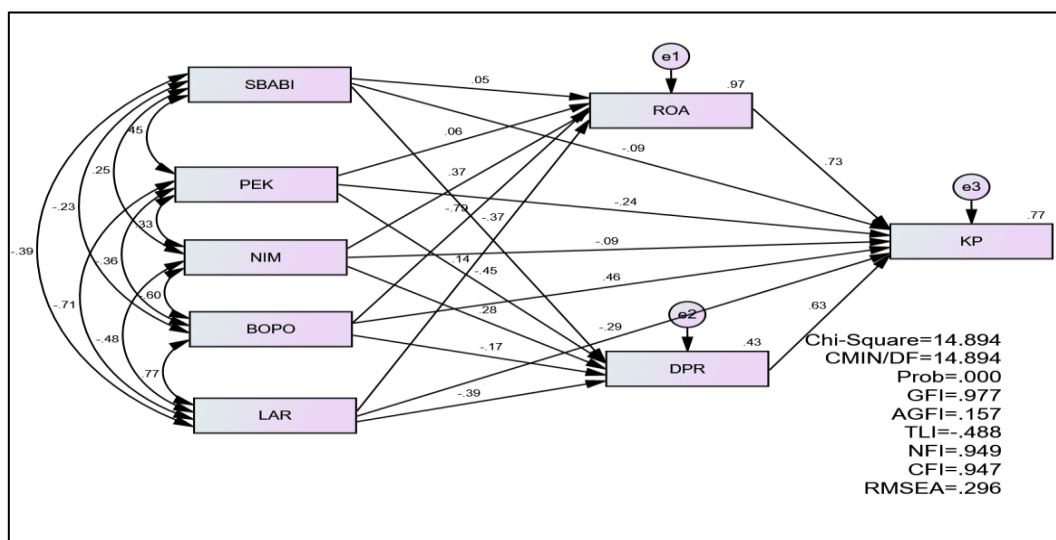 e1
.97
SBABI
.05
ROA
.45
.06
-.09
.73
.25
PEK
.37
-.24
e3
-.23
.33
-.79
-.37
.77
-.39
NIM
-.09
KP
-.36
.14
-.45
.46
-.71
-.60
.28
e2
-.29
.63
-.48
BOPO
-.17
.43
DPR
.77
-.39
LAR
Chi-Square=14.894
CMIN/DF=14.894
Prob=.000
GFI=.977
AGFI=.157
TLI=-.488
NFI=.949
CFI=.947
RMSEA=.296